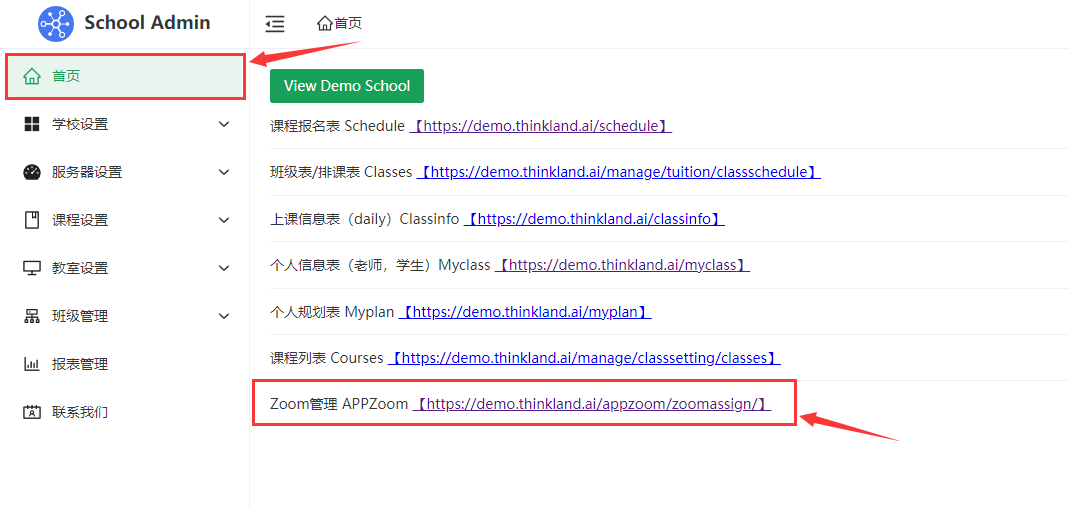 School Admin
首页
首页
学校设置
服务器设置
课程设置
教室设置
班级管理
报表管理
联系我们
View Demo School
课程报名表 Schedule 【https://demo.thinkland.ai/schedule】
班级表/排课表 Classes 【https://demo.thinkland.ai/manage/tuition/classschedule】
上课信息表（daily）Classinfo 【https://demo.thinkland.ai/classinfo】
个人信息表（老师，学生）Myclass 【https://demo.thinkland.ai/myclass】
个人规划表 Myplan 【https://demo.thinkland.ai/myplan】
课程列表 Courses 【https://demo.thinkland.ai/manage/classsetting/classes】
Zoom管理 APPZoom 【https://demo.thinkland.ai/appzoom/zoomassign/】